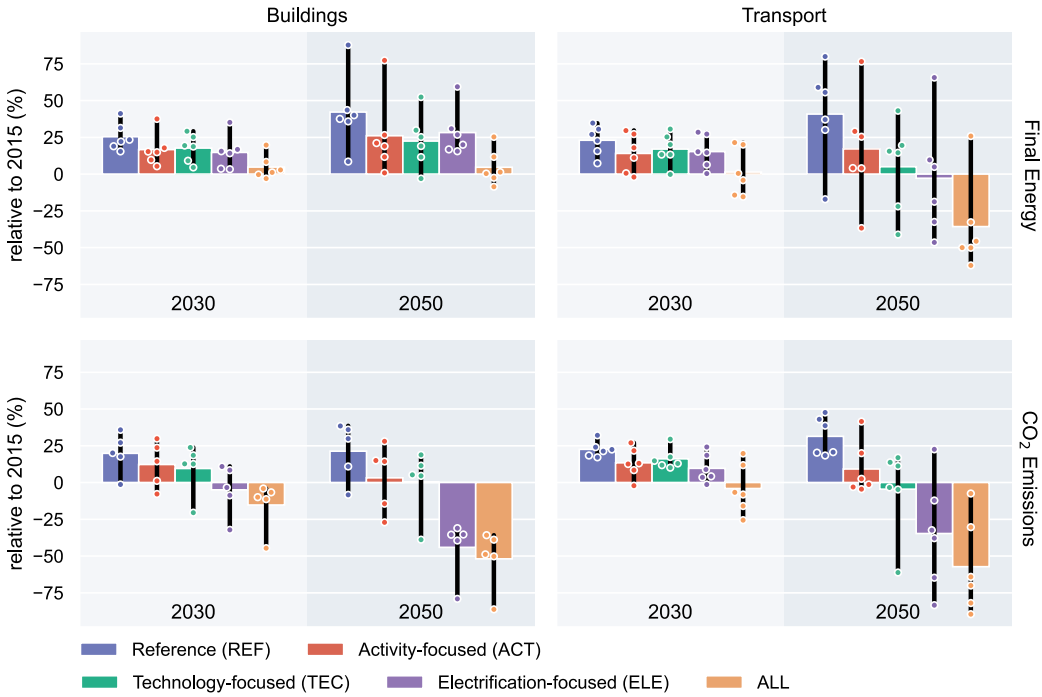 Buildings
Transport
relative to 2015 (%)
75
50
25
0
−25
−50
−75
2030
2050
2030
2050
Final Energy
relative to 2015 (%)
75
50
25
0
−25
−50
−75
2030
2050
2030
2050
CO₂ Emissions
Reference (REF)
Activity-focused (ACT)
Technology-focused (TEC)
Electrification-focused (ELE)
ALL